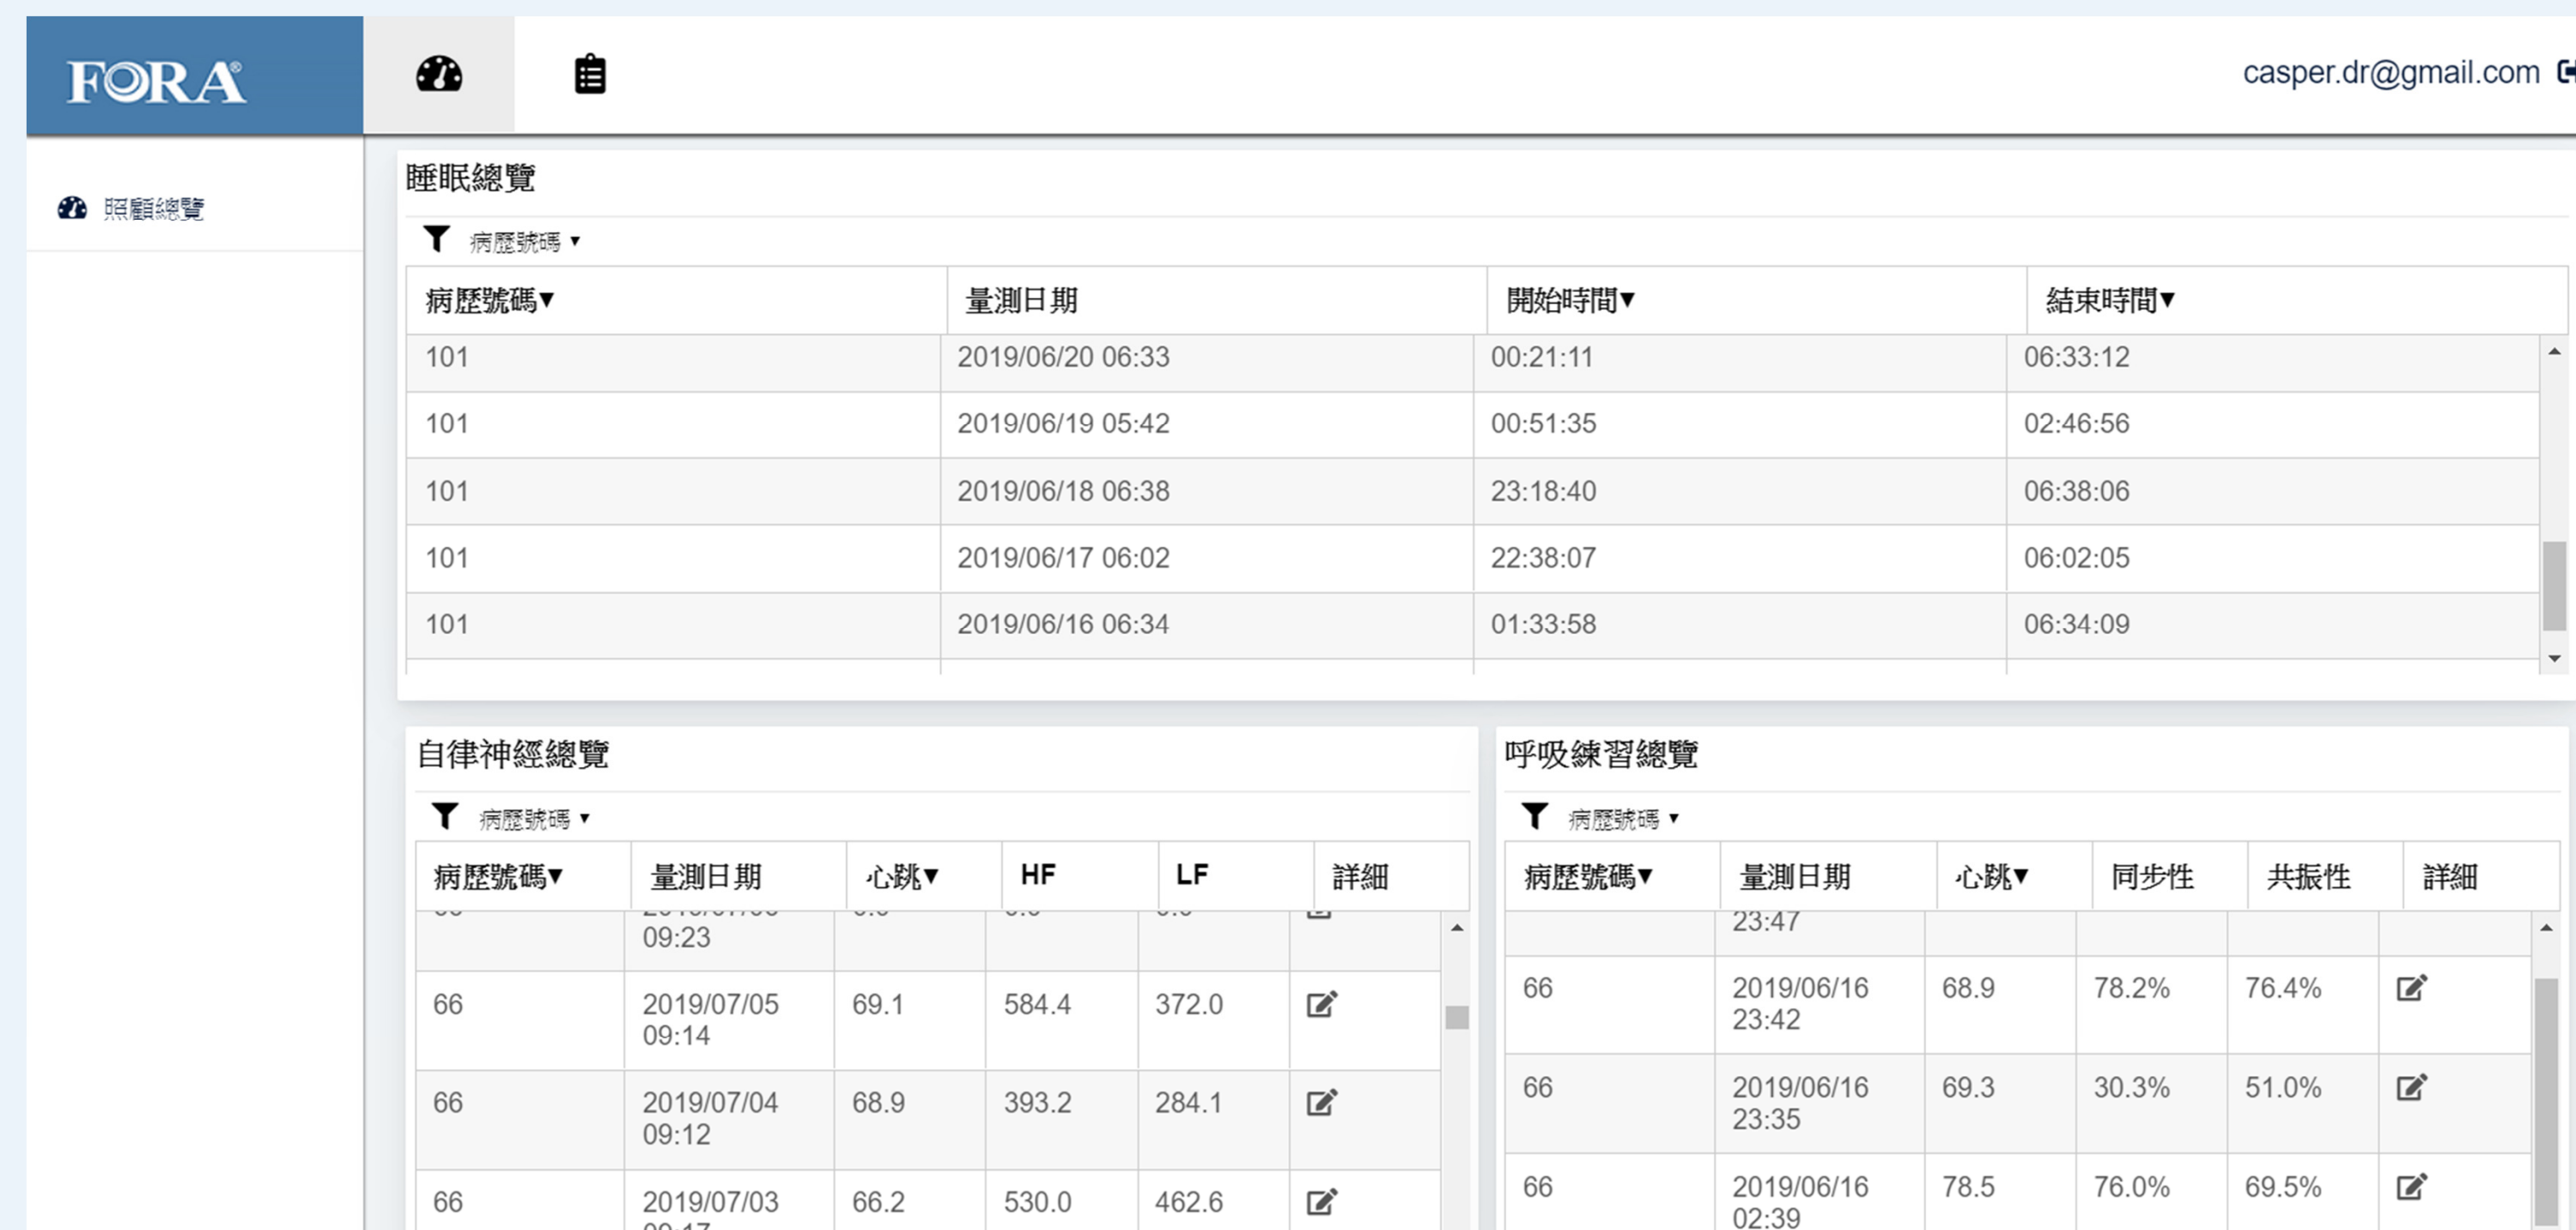 FORA®
casper.dr@gmail.com
照顧總覽
睡眠總覽
病歷號碼 ▼
病歷號碼▼ 量測日期 開始時間▼ 結束時間▼
101 2019/06/20 06:33 00:21:11 06:33:12
101 2019/06/19 05:42 00:51:35 02:46:56
101 2019/06/18 06:38 23:18:40 06:38:06
101 2019/06/17 06:02 22:38:07 06:02:05
101 2019/06/16 06:34 01:33:58 06:34:09
自律神經總覽
病歷號碼 ▼
病歷號碼▼ 量測日期 心跳▼ HF LF 詳細
09:23
66 2019/07/05 69.1 584.4 372.0
09:14
66 2019/07/04 68.9 393.2 284.1
09:12
66 2019/07/03 66.2 530.0 462.6
呼吸練習總覽
病歷號碼 ▼
病歷號碼▼ 量測日期 心跳▼ 同步性 共振性 詳細
23:47
66 2019/06/16 68.9 78.2% 76.4%
23:42
66 2019/06/16 69.3 30.3% 51.0%
23:35
66 2019/06/16 78.5 76.0% 69.5%
02:39